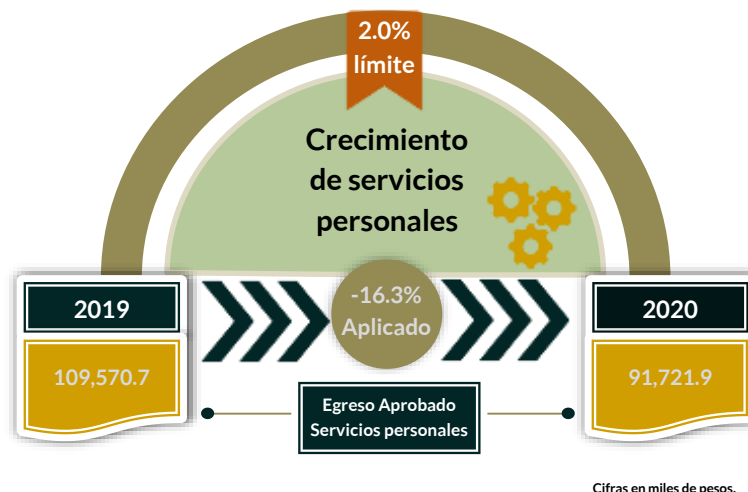 2.0%
límite
Crecimiento
de servicios
personales
2019
-16.3%
Aplicado
2020
109,570.7
91,721.9
Egreso Aprobado
Servicios personales
Cifras en miles de pesos.